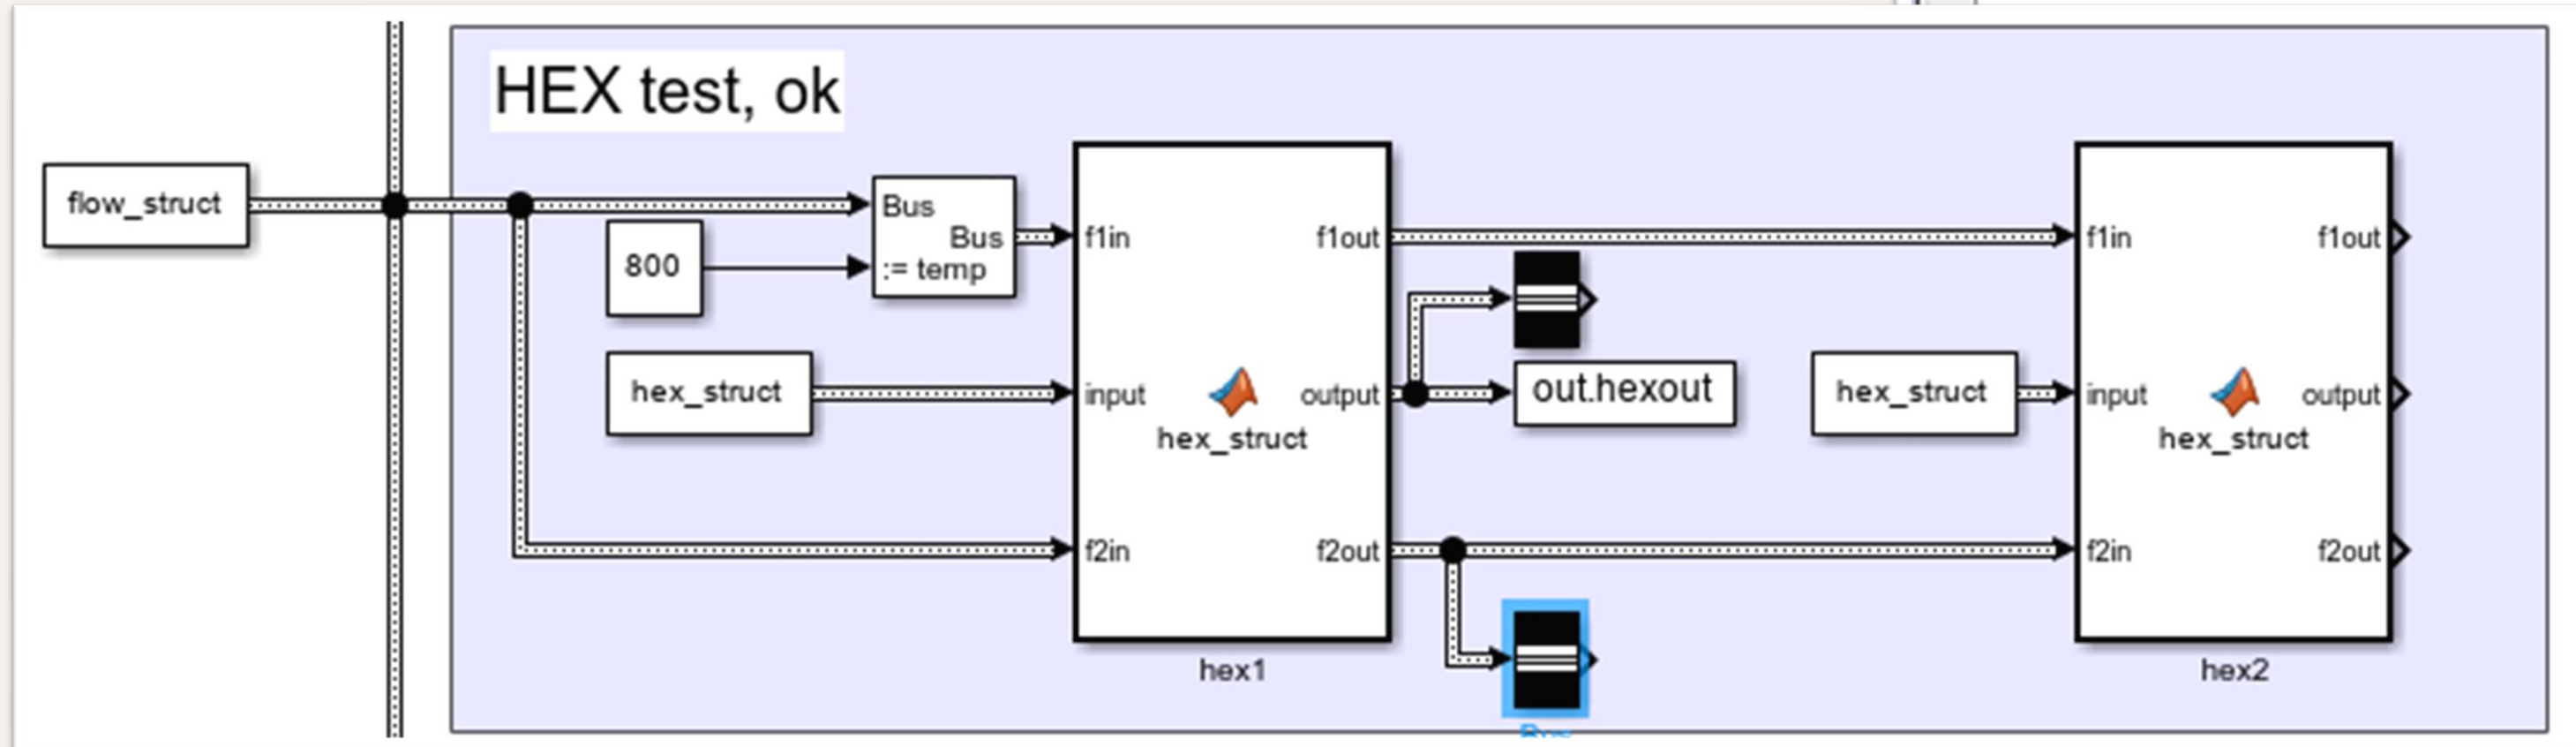 HEX test, ok
flow_struct
Bus
Bus
:= temp
800
hex_struct
f1in
f1out
input
output
hex_struct
f2in
f2out
hex1
out.hexout
hex_struct
f1in
f1out
input
output
hex_struct
f2in
f2out
hex2